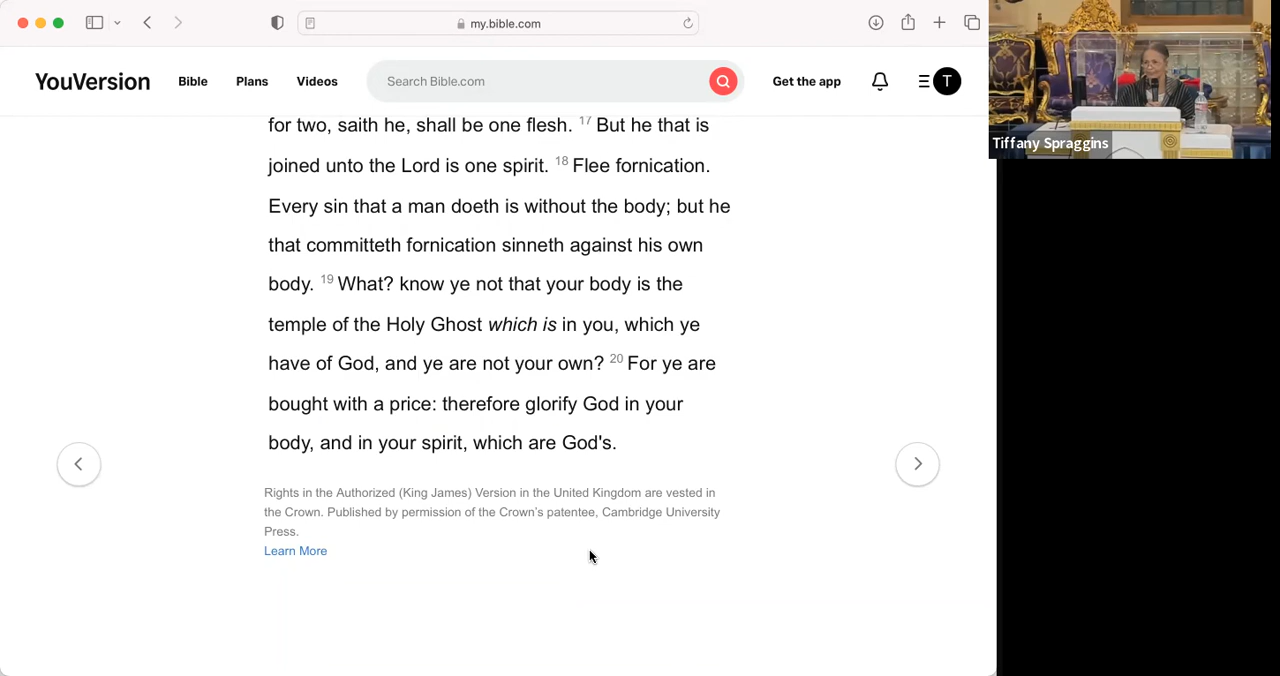 my.bible.com
YouVersion
Bible
Plans
Videos
Search Bible.com
Get the app
T
Tiffany Spraggins
for two, saith he, shall be one flesh. 17 But he that is
joined unto the Lord is one spirit. 18 Flee fornication.
Every sin that a man doeth is without the body; but he
that committeth fornication sinneth against his own
body. 19 What? know ye not that your body is the
temple of the Holy Ghost which is in you, which ye
have of God, and ye are not your own? 20 For ye are
bought with a price: therefore glorify God in your
body, and in your spirit, which are God's.
Rights in the Authorized (King James) Version in the United Kingdom are vested in
the Crown. Published by permission of the Crown’s patentee, Cambridge University
Press.
Learn More